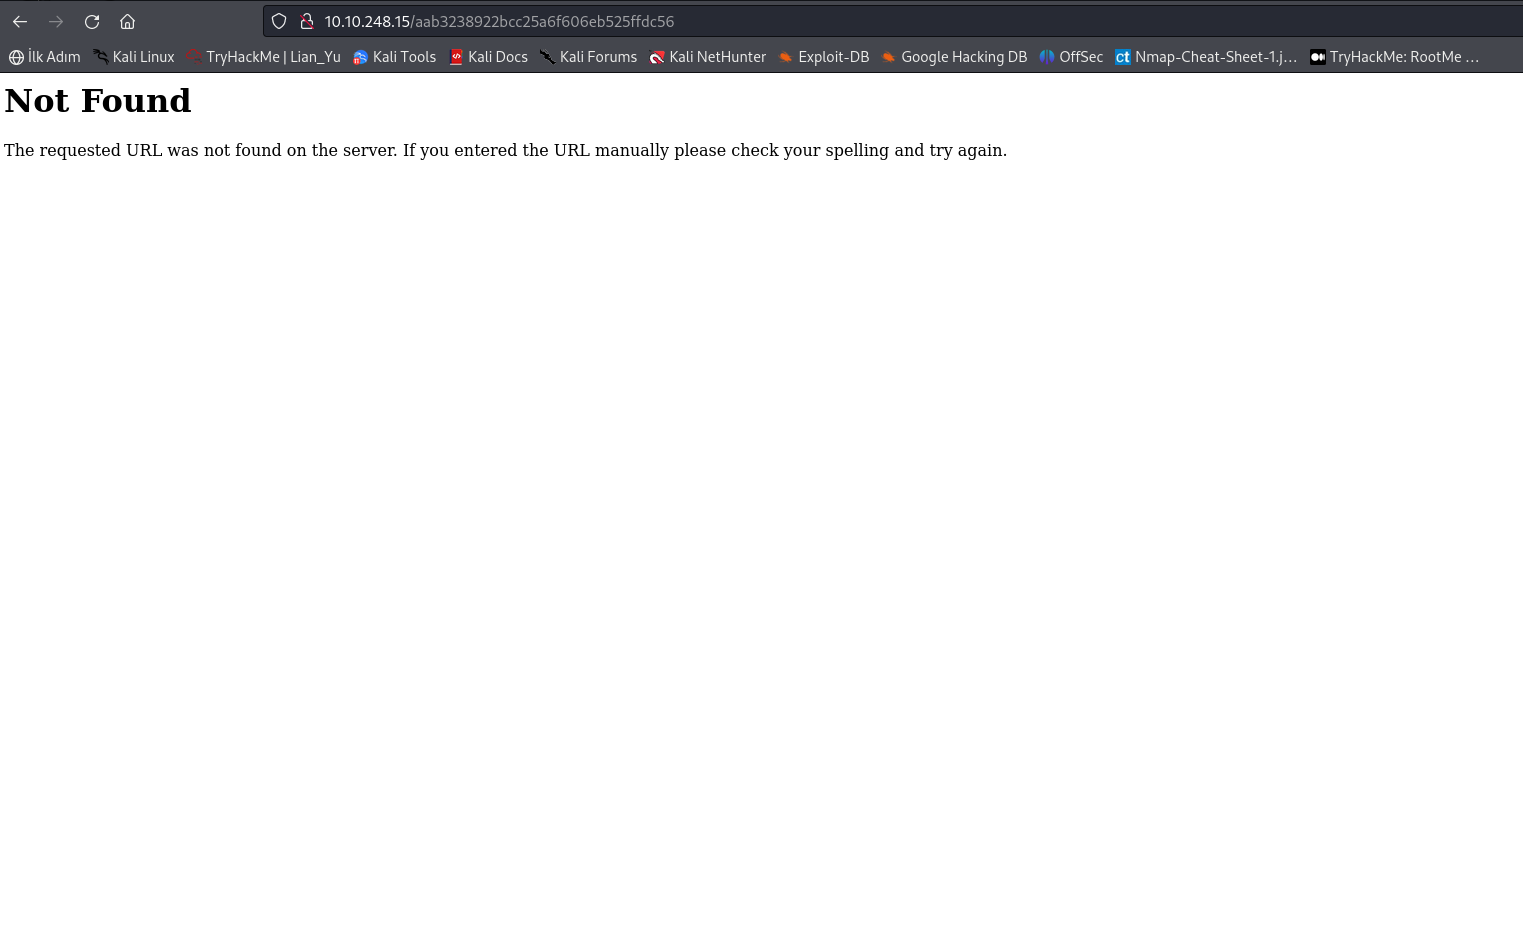 10.10.248.15/aab3238922bcc25a6f606eb525ffdc56
İlk Adım Kali Linux TryHackMe | Lian_Yu Kali Tools Kali Docs Kali Forums Kali NetHunter Exploit-DB Google Hacking DB OffSec ct Nmap-Cheat-Sheet-1.j… TryHackMe: RootMe …
Not Found
The requested URL was not found on the server. If you entered the URL manually please check your spelling and try again.